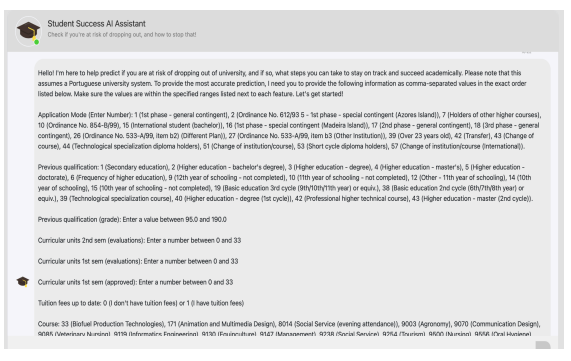 Student Success AI Assistant
Check if you're at risk of dropping out, and how to stop that!
Hello! I'm here to help predict if you are at risk of dropping out of university, and if so, what steps you can take to stay on track and succeed academically. Please note that this
assumes a Portuguese university system. To provide the most accurate prediction, I need you to provide the following information as comma-separated values in the exact order
listed below. Make sure the values are within the specified ranges listed next to each feature. Let's get started!
Application Mode (Enter Number): 1 (1st phase - general contingent), 2 (Ordinance No. 612/93 5 - 1st phase - special contingent (Azores Island)), 7 (Holders of other higher courses),
10 (Ordinance No. 854-B/99), 15 (International student (bachelor)), 16 (1st phase - special contingent (Madeira Island)), 17 (2nd phase - general contingent), 18 (3rd phase - general
contingent), 26 (Ordinance No. 533-A/99, item b2) (Different Plan)), 27 (Ordinance No. 533-A/99, item b3 (Other Institution)), 39 (Over 23 years old), 42 (Transfer), 43 (Change of
course), 44 (Technological specialization diploma holders), 51 (Change of institution/course), 53 (Short cycle diploma holders), 57 (Change of institution/course (International)).
Previous qualification: 1 (Secondary education), 2 (Higher education - bachelor's degree), 3 (Higher education - degree), 4 (Higher education - master's), 5 (Higher education -
doctorate), 6 (Frequency of higher education), 9 (12th year of schooling - not completed), 10 (11th year of schooling - not completed), 12 (Other - 11th year of schooling), 14 (10th
year of schooling), 15 (10th year of schooling - not completed), 19 (Basic education 3rd cycle (9th/10th/11th year) or equiv.), 38 (Basic education 2nd cycle (6th/7th/8th year) or
equiv.), 39 (Technological specialization course), 40 (Higher education - degree (1st cycle)), 42 (Professional higher technical course), 43 (Higher education - master (2nd cycle)).
Previous qualification (grade): Enter a value between 95.0 and 190.0
Curricular units 2nd sem (evaluations): Enter a number between 0 and 33
Curricular units 1st sem (evaluations): Enter a number between 0 and 33
Curricular units 1st sem (approved): Enter a number between 0 and 33
Tuition fees up to date: 0 (I don't have tuition fees) or 1 (I have tuition fees)
Course: 33 (Biofuel Production Technologies), 171 (Animation and Multimedia Design), 8014 (Social Service (evening attendance)), 9003 (Agronomy), 9070 (Communication Design),
9085 (Veterinary Nursing), 9119 (Informatics Engineering), 9130 (Equinculture), 9147 (Management), 9238 (Social Service), 9254 (Tourism), 9500 (Nursing), 9556 (Oral Hygiene)